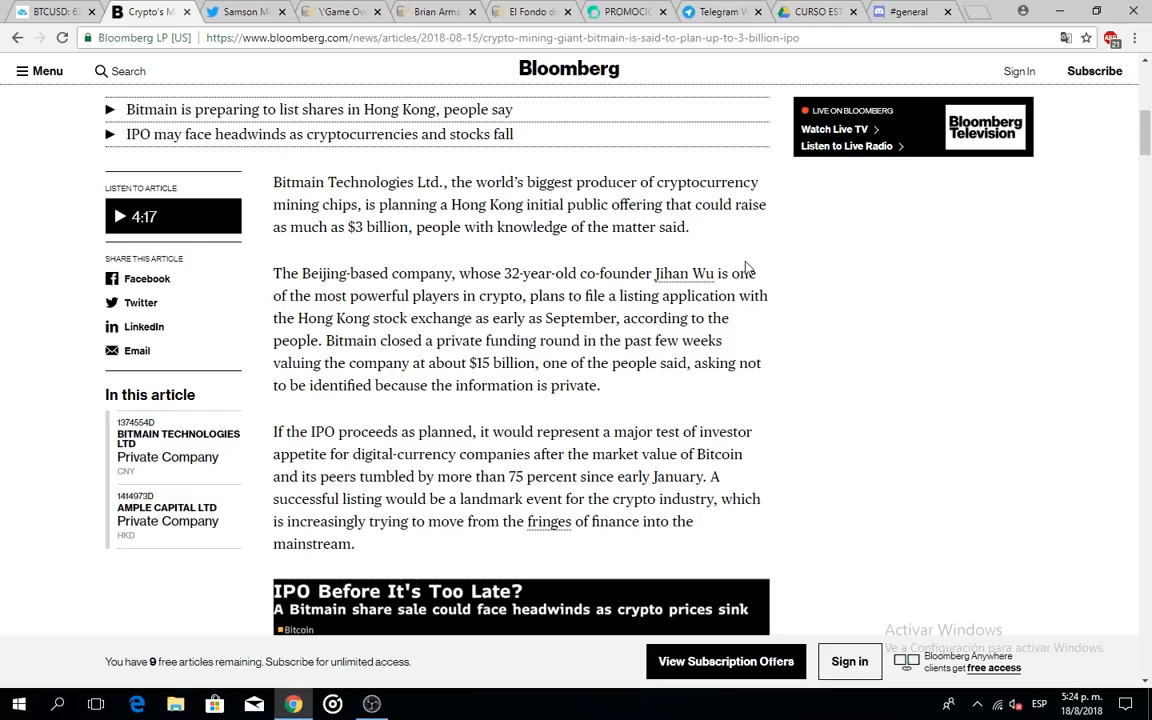 BTCUSD: 63
Crypto's M
Samson M
\'Game Ov
Brian Arms
El Fondo de
PROMOCIO
Telegram W
CURSO EST
#general
Bloomberg LP [US]
https://www.bloomberg.com/news/articles/2018-08-15/crypto-mining-giant-bitmain-is-said-to-plan-up-to-3-billion-ipo
21
Menu
Search
Bloomberg
Sign In
Subscribe
Bitmain is preparing to list shares in Hong Kong, people say
IPO may face headwinds as cryptocurrencies and stocks fall
LIVE ON BLOOMBERG
Watch Live TV
Listen to Live Radio
Bloomberg
Television
LISTEN TO ARTICLE
4:17
SHARE THIS ARTICLE
Facebook
Twitter
LinkedIn
Email
In this article
1374554D
BITMAIN TECHNOLOGIES
LTD
Private Company
CNY
1414973D
AMPLE CAPITAL LTD
Private Company
HKD
Bitmain Technologies Ltd., the world's biggest producer of cryptocurrency
mining chips, is planning a Hong Kong initial public offering that could raise
as much as $3 billion, people with knowledge of the matter said.
The Beijing-based company, whose 32-year-old co-founder Jihan Wu is one
of the most powerful players in crypto, plans to file a listing application with
the Hong Kong stock exchange as early as September, according to the
people. Bitmain closed a private funding round in the past few weeks
valuing the company at about $15 billion, one of the people said, asking not
to be identified because the information is private.
If the IPO proceeds as planned, it would represent a major test of investor
appetite for digital-currency companies after the market value of Bitcoin
and its peers tumbled by more than 75 percent since early January. A
successful listing would be a landmark event for the crypto industry, which
is increasingly trying to move from the fringes of finance into the
mainstream.
IPO Before It's Too Late?
A Bitmain share sale could face headwinds as crypto prices sink
Bitcoin
Activar Windows
Ve a Configuración para activar Windows.
You have 9 free articles remaining. Subscribe for unlimited access.
View Subscription Offers
Sign in
Bloomberg Anywhere
clients get free access
ESP
5:24 p. m.
18/8/2018